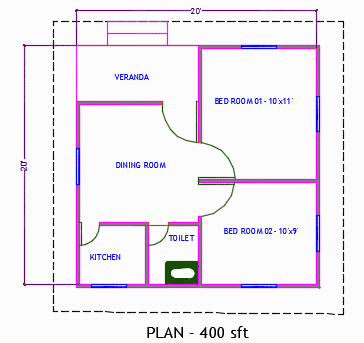 20'
VERANDA
BED ROOM 01 - 10'x11'
20'
DINING ROOM
TOILET
BED ROOM 02 - 10'x9'
KITCHEN
PLAN - 400 sft